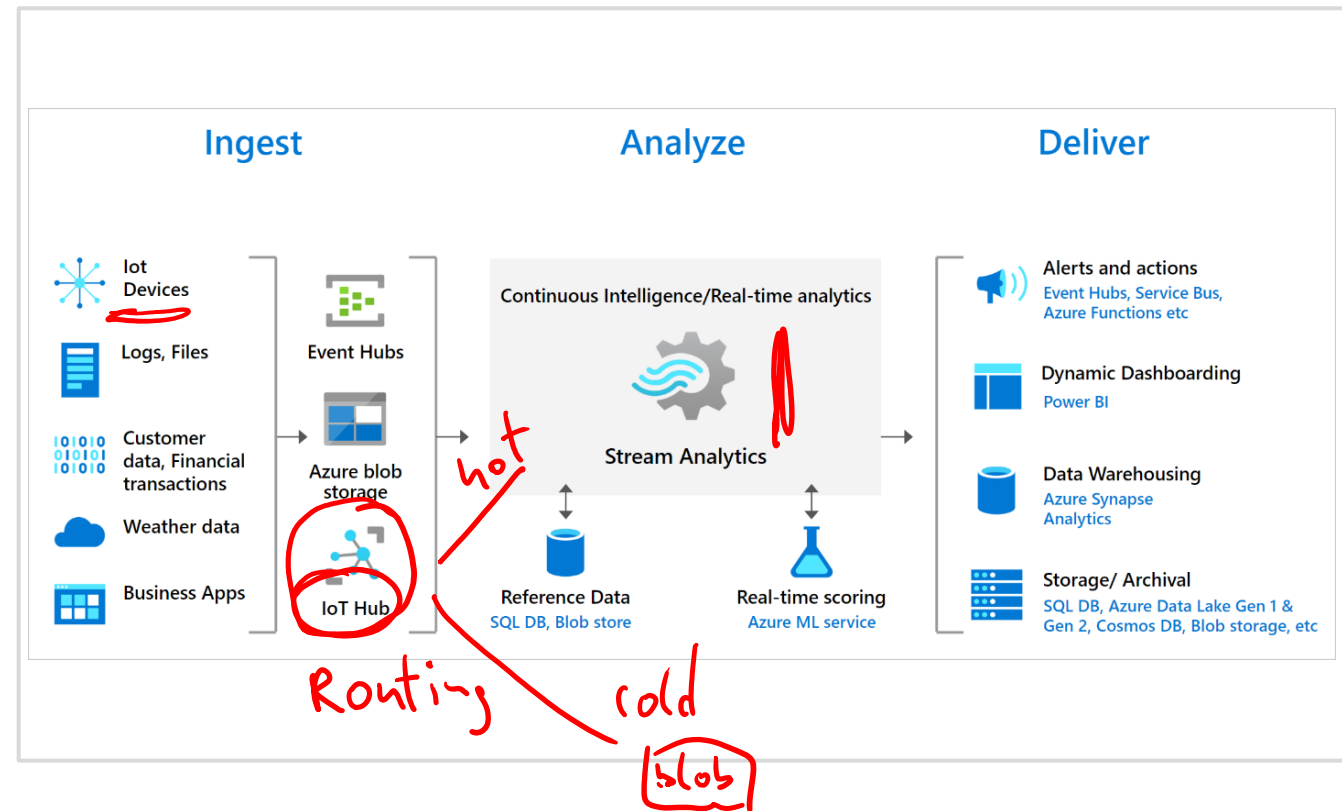 Ingest
Analyze
Deliver
Iot
Devices
Logs, Files
Customer
data, Financial
transactions
Weather data
Business Apps
Event Hubs
Azure blob
storage
IoT Hub
Routing
hot
cold
blob
Continuous Intelligence/Real-time analytics
Stream Analytics
Reference Data
SQL DB, Blob store
Real-time scoring
Azure ML service
Alerts and actions
Event Hubs, Service Bus,
Azure Functions etc
Dynamic Dashboarding
Power BI
Data Warehousing
Azure Synapse
Analytics
Storage/ Archival
SQL DB, Azure Data Lake Gen 1 &
Gen 2, Cosmos DB, Blob storage, etc